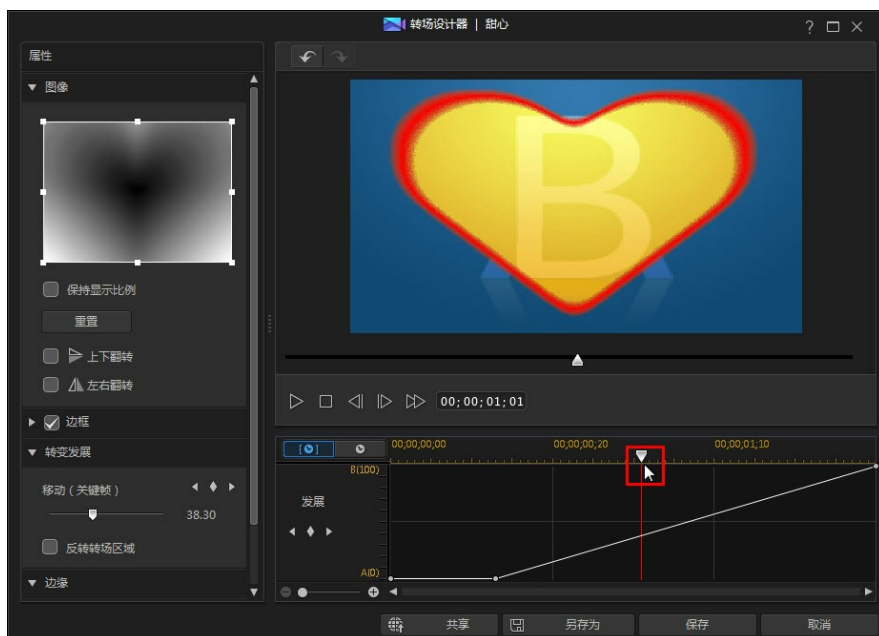 转场设计器 | 甜心
?
属性
图像
保持显示比例
重置
上下翻转
左右翻转
边框
转变发展
移动(关键帧)
38.30
反转转场区域
边缘
B
00;00;01;01
00;00;00;00 00;00;00;20 00;00;01;10
B(100)
发展
A(0)
共享 另存为 保存 取消